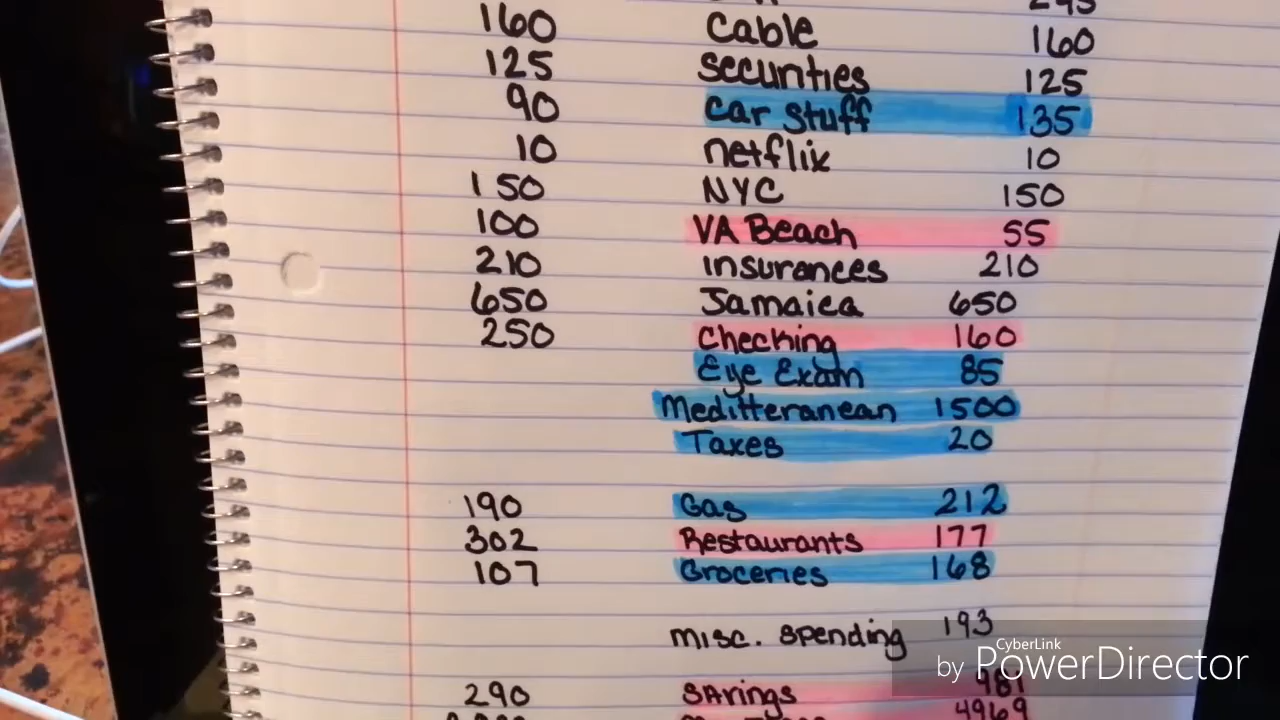 160 Cable 160
125 Securities 125
90 Car Stuff 135
10 netflix 10
150 NYC 150
100 VA Beach 55
210 insurances 210
650 Jamaica 650
250 Checking 160
Eye Exam 85
Meditteranean 1500
Taxes 20
190 Gas 212
302 Restaurants 177
107 Groceries 168
misc. spending 193
290 SAvings 981
4969
CyberLink
by PowerDirector